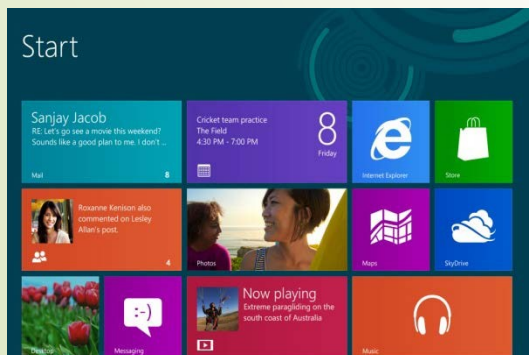 Start
Sanjay Jacob
RE: Let's go see a movie this weekend?
Sounds like a good plan to me. I don't ...
Mail
8
Cricket team practice
The Field
4:30 PM - 7:00 PM
8
Friday
Internet Explorer
Store
Roxanne Kenison also
commented on Lesley
Allan's post.
4
Photos
Maps
SkyDrive
Desktop
:-)
Messaging
Now playing
Extreme paragliding on the
south coast of Australia
Music